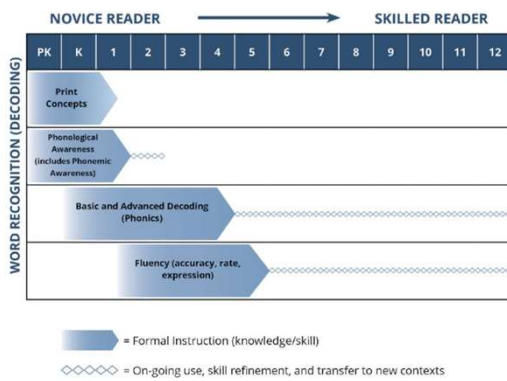 NOVICE READER SKILLED READER
PK K 1 2 3 4 5 6 7 8 9 10 11 12
WORD RECOGNITION (DECODING)
Print
Concepts
Phonological
Awareness
(includes Phonemic
Awareness)
Basic and Advanced Decoding
(Phonics)
Fluency (accuracy, rate,
expression)
= Formal Instruction (knowledge/skill)
= On-going use, skill refinement, and transfer to new contexts